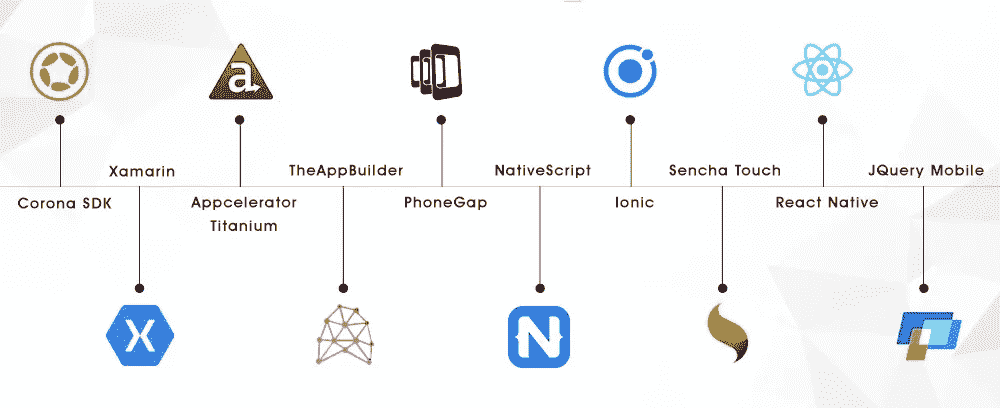 Xamarin
TheAppBuilder
NativeScript
Sencha Touch
JQuery Mobile
Corona SDK
Appcelerator
Titanium
PhoneGap
Ionic
React Native
a
X
N